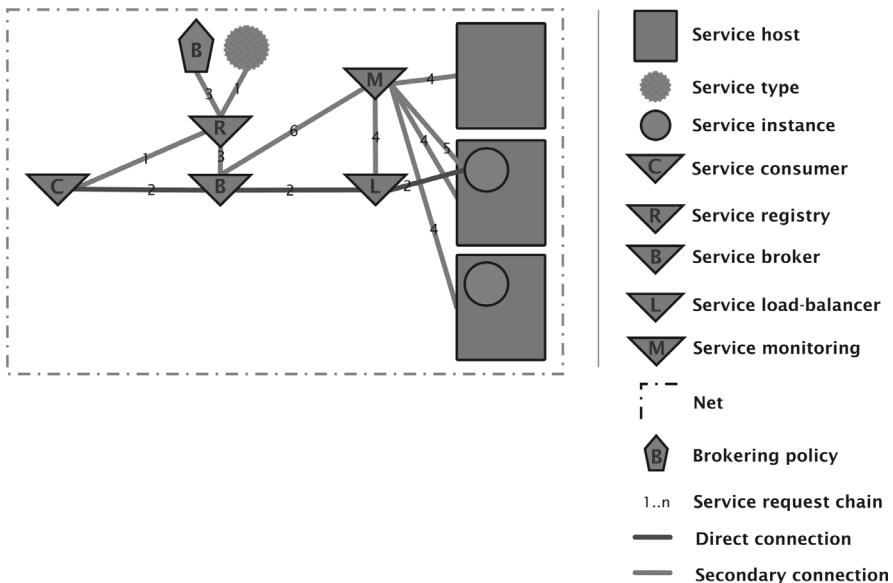 B
3
1
M
4
R
6
5
4
4
1
3
C
2
B
2
L
2
4
Service host
Service type
Service instance
C Service consumer
R Service registry
B Service broker
L Service load-balancer
M Service monitoring
Net
B Brokering policy
1..n Service request chain
Direct connection
Secondary connection